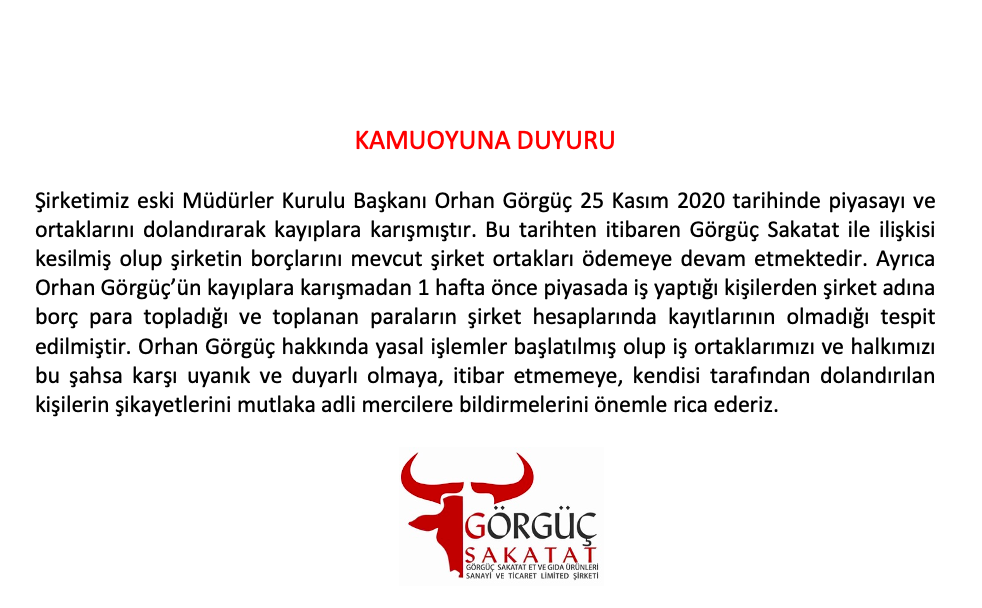 KAMUOYUNA DUYURU
Şirketimiz eski Müdürler Kurulu Başkanı Orhan Görgüç 25 Kasım 2020 tarihinde piyasayı ve
ortaklarını dolandırarak kayıplara karışmıştır. Bu tarihten itibaren Görgüç Sakatat ile ilişkisi
kesilmiş olup şirketin borçlarını mevcut şirket ortakları ödemeye devam etmektedir. Ayrıca
Orhan Görgüç’ün kayıplara karışmadan 1 hafta önce piyasada iş yaptığı kişilerden şirket adına
borç para topladığı ve toplanan paraların şirket hesaplarında kayıtlarının olmadığı tespit
edilmiştir. Orhan Görgüç hakkında yasal işlemler başlatılmış olup iş ortaklarımızı ve halkımızı
bu şahsa karşı uyanık ve duyarlı olmaya, itibar etmemeye, kendisi tarafından dolandırılan
kişilerin şikayetlerini mutlaka adli mercilere bildirmelerini önemle rica ederiz.
GÖRGÜÇ
SAKATAT
GÖRGÜÇ SAKATAT ET VE GIDA ÜRÜNLERİ
SANAYİ VE TİCARET LİMİTED ŞİRKETİ